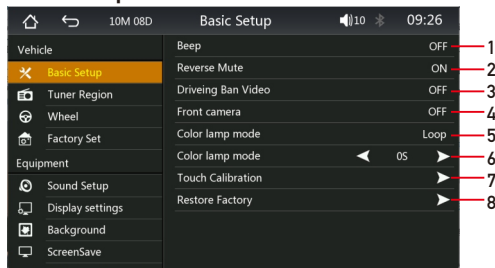 10M 08D Basic Setup 10 09:26
Vehicle
Basic Setup
Tuner Region
Wheel
Factory Set
Equipment
Sound Setup
Display settings
Background
ScreenSave
Beep OFF 1
Reverse Mute ON 2
Driveing Ban Video OFF 3
Front camera OFF 4
Color lamp mode Loop 5
Color lamp mode 0S 6
Touch Calibration 7
Restore Factory 8